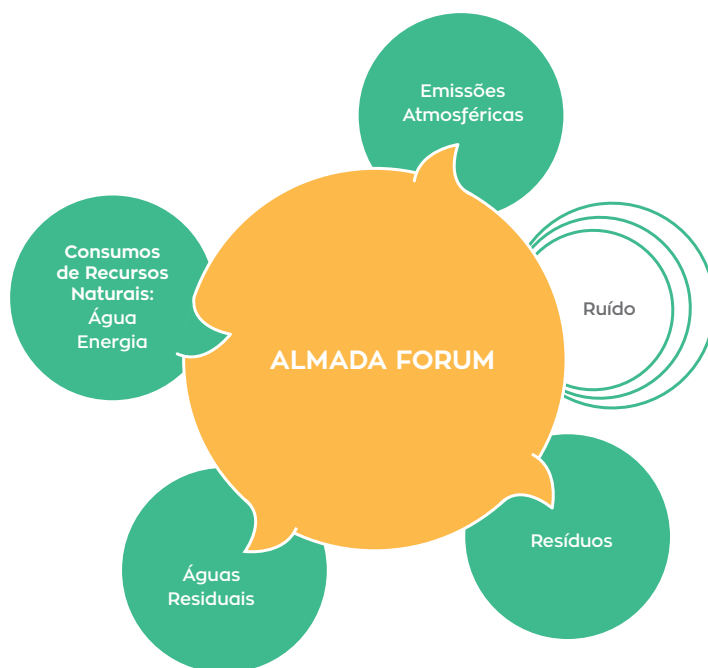 Emissões
Atmosféricas
Consumos
de Recursos
Naturais:
Água
Energia
Ruído
ALMADA FORUM
Resíduos
Águas
Residuais